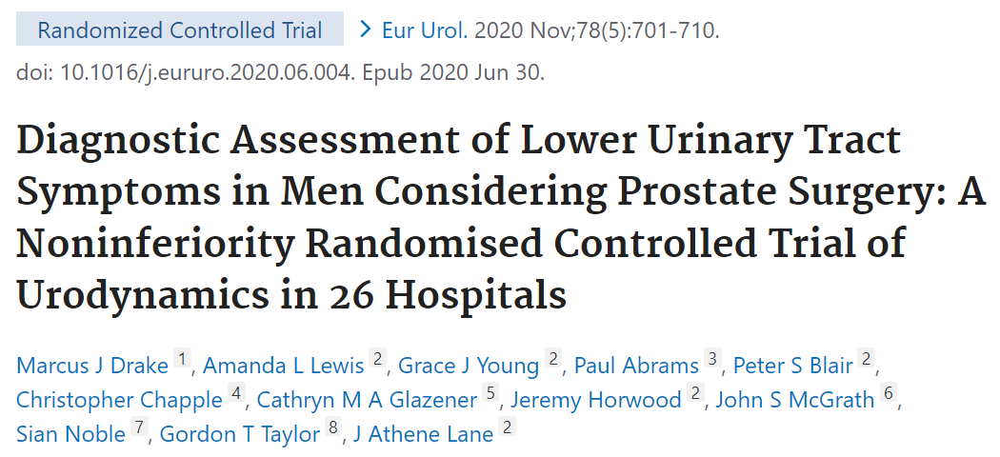 Randomized Controlled Trial > Eur Urol. 2020 Nov;78(5):701-710.
doi: 10.1016/j.eururo.2020.06.004. Epub 2020 Jun 30.
Diagnostic Assessment of Lower Urinary Tract
Symptoms in Men Considering Prostate Surgery: A
Noninferiority Randomised Controlled Trial of
Urodynamics in 26 Hospitals
Marcus J Drake 1, Amanda L Lewis 2, Grace J Young 2, Paul Abrams 3, Peter S Blair 2,
Christopher Chapple 4, Cathryn M A Glazener 5, Jeremy Horwood 2, John S McGrath 6,
Sian Noble 7, Gordon T Taylor 8, J Athene Lane 2